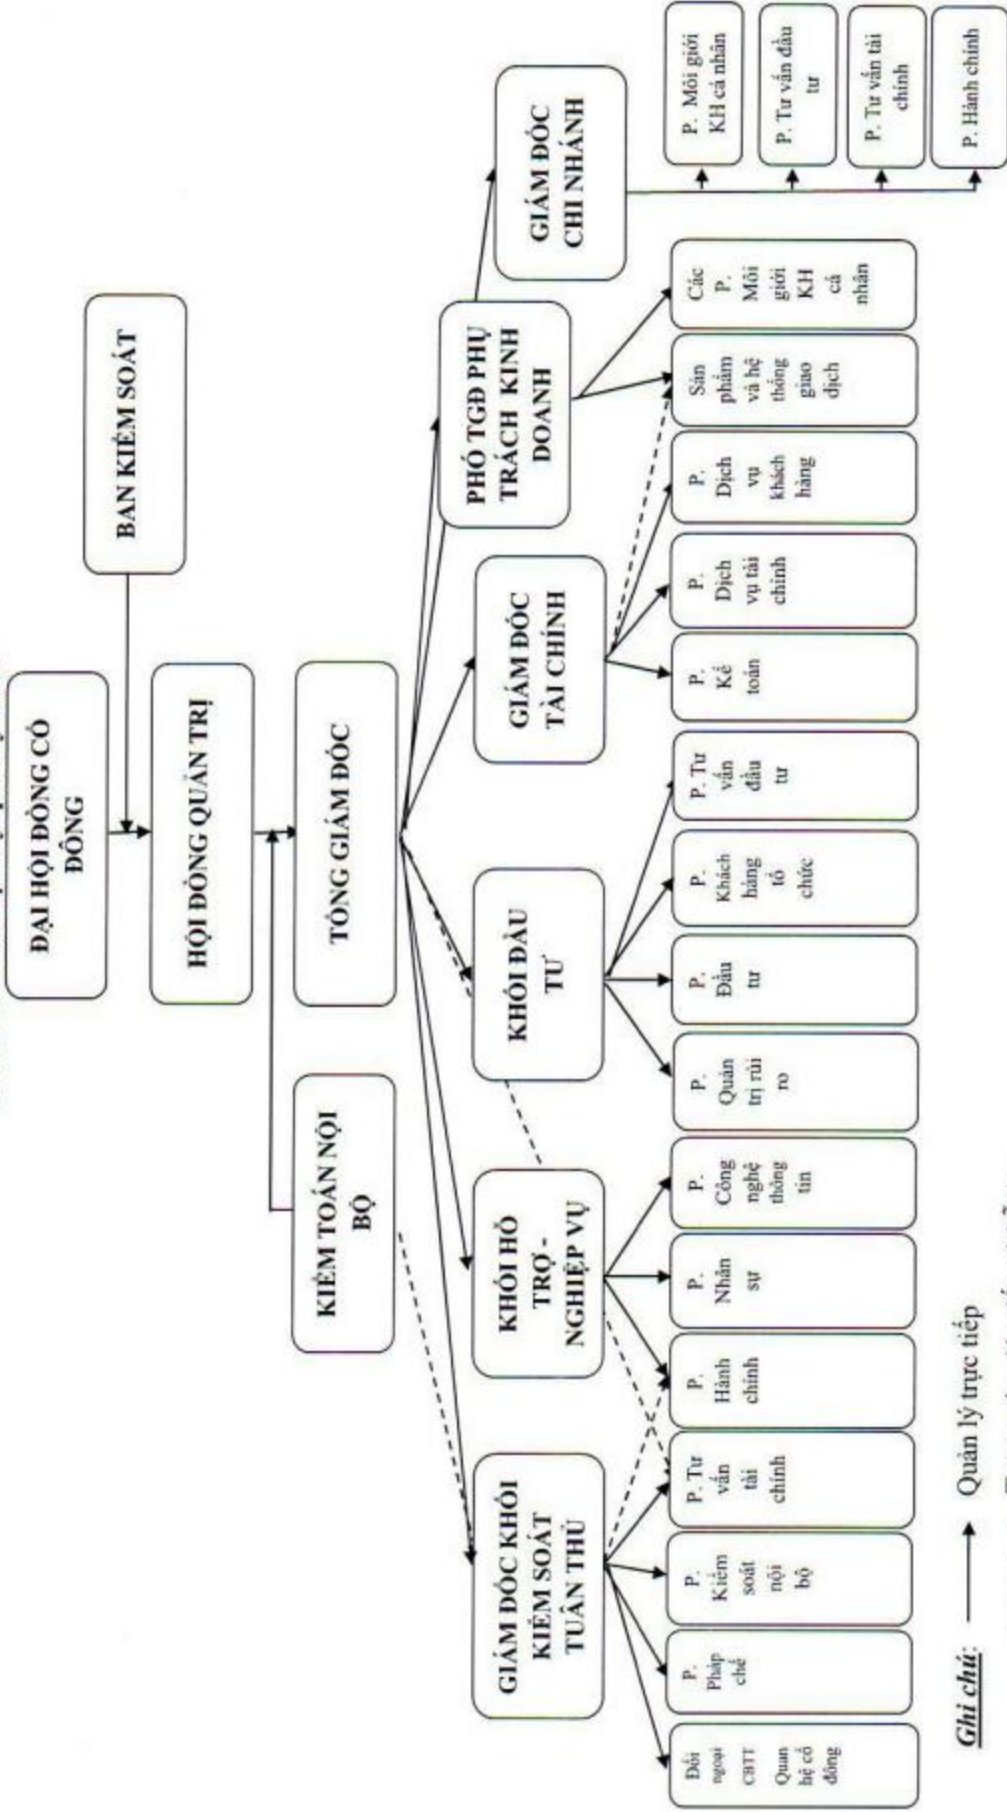 ĐẠI HỘI ĐỒNG CỔ
ĐÔNG
BAN KIỂM SOÁT
HỘI ĐỒNG QUẢN TRỊ
KIỂM TOÁN NỘI
BỘ
TỔNG GIÁM ĐỐC
GIÁM ĐỐC KHỐI
KIỂM SOÁT
TUÂN THỦ
KHỐI HỖ
TRỢ -
NGHIỆP VỤ
KHỐI ĐẦU
TƯ
GIÁM ĐỐC
TÀI CHÍNH
PHÓ TGĐ PHỤ
TRÁCH KINH
DOANH
GIÁM ĐỐC
CHI NHÁNH
Đối
ngoại
CBTT
Quan
hệ cổ
đông
P.
Pháp
chế
P.
Kiểm
soát
nội
bộ
P. Tư
vấn
tài
chính
P.
Hành
chính
P.
Nhân
sự
P.
Công
nghệ
thông
tin
P.
Quản
trị rủi
ro
P.
Đầu
tư
P.
Khách
hàng
tổ
chức
P. Tư
vấn
đầu
tư
P.
Kế
toán
P.
Dịch
vụ tài
chính
P.
Dịch
vụ
khách
hàng
Sản
phẩm
và hệ
thống
giao
dịch
Các
P.
Môi
giới
KH
cá
nhân
P. Môi giới
KH cá nhân
P. Tư vấn đầu
tư
P. Tư vấn tài
chính
P. Hành chính
Ghi chú:
Quản lý trực tiếp